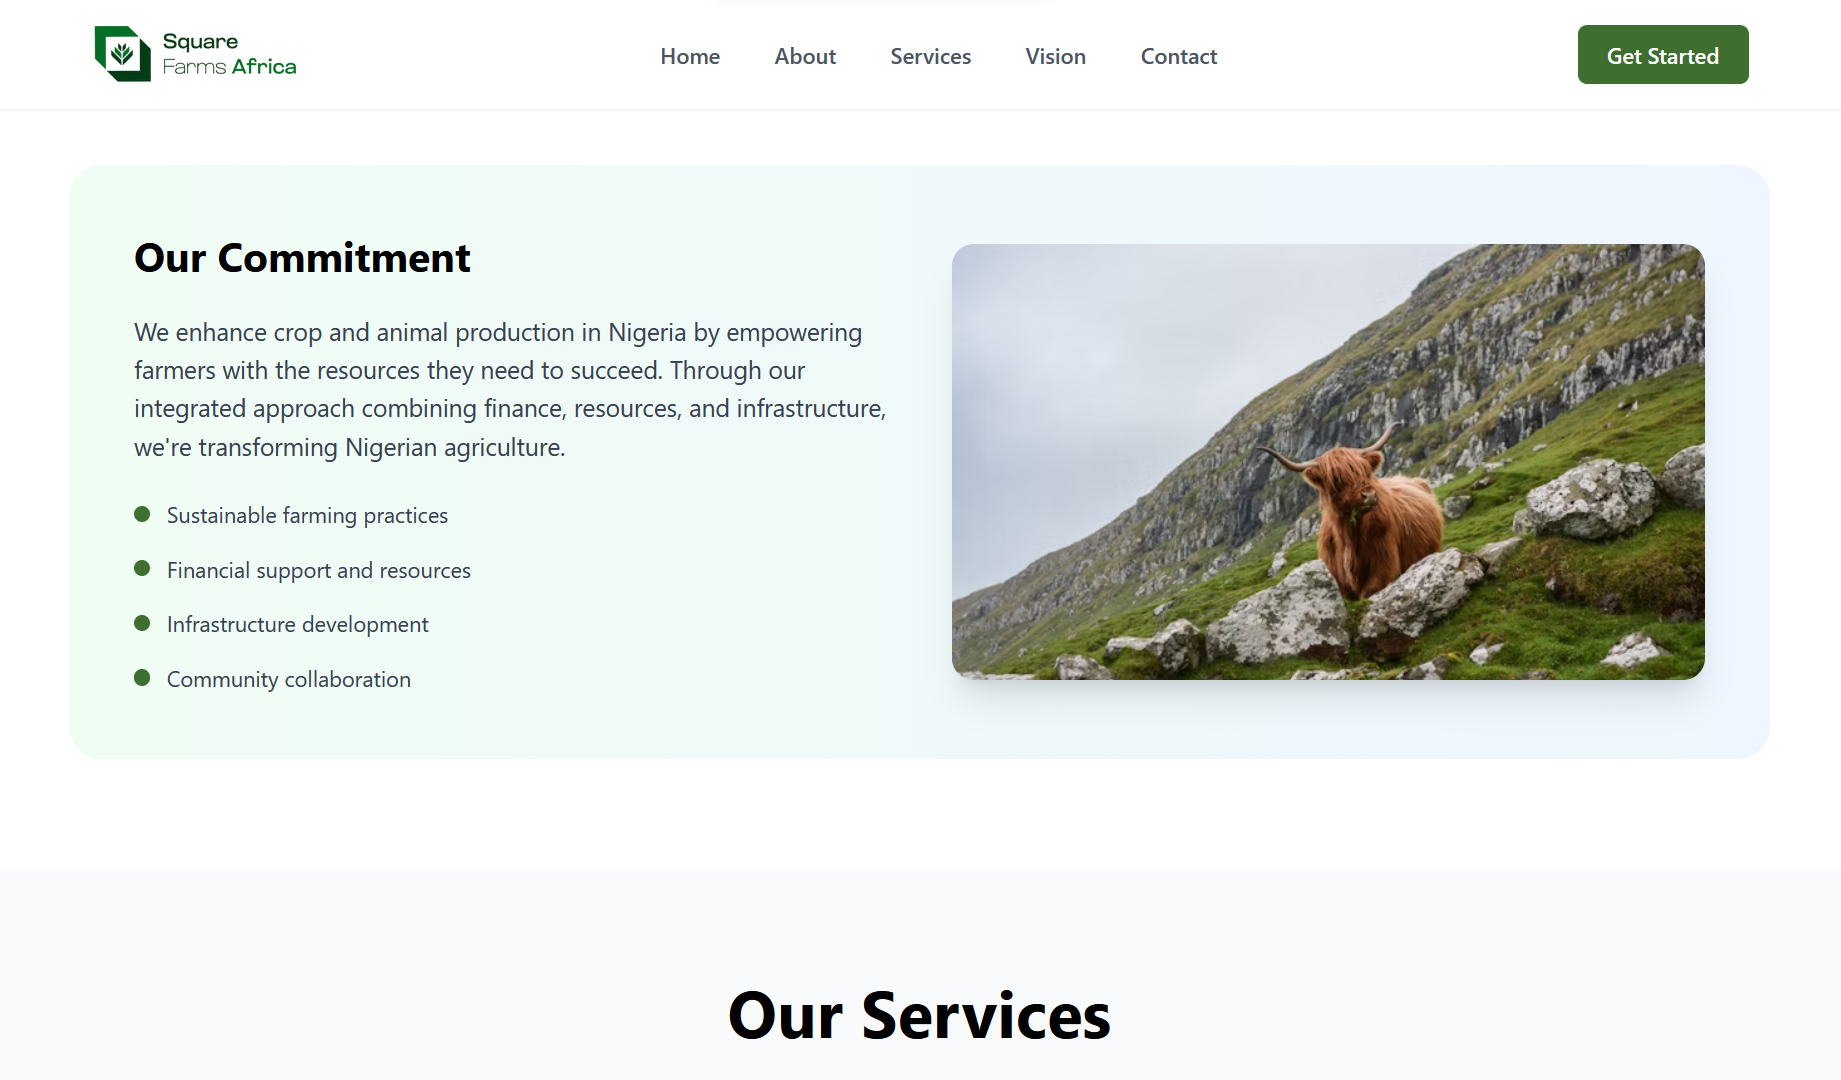 Square
Farms Africa
Home
About
Services
Vision
Contact
Get Started
Our Commitment
We enhance crop and animal production in Nigeria by empowering
farmers with the resources they need to succeed. Through our
integrated approach combining finance, resources, and infrastructure,
we're transforming Nigerian agriculture.
Sustainable farming practices
Financial support and resources
Infrastructure development
Community collaboration
Our Services